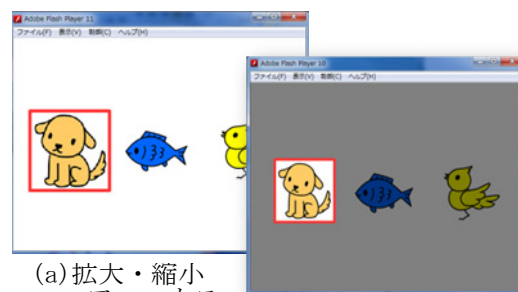 Adobe Flash Player 11
ファイル(F) 表示(V) 制御(C) ヘルプ(H)
Adobe Flash Player 10
ファイル(F) 表示(V) 制御(C) ヘルプ(H)
(a)拡大・縮小